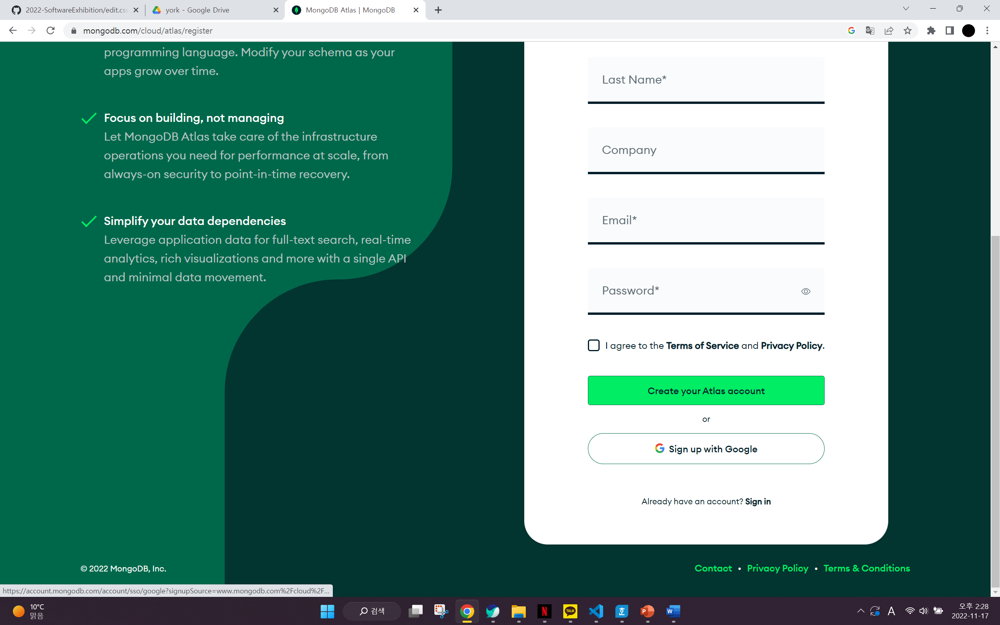 2022-SoftwareExhibition/edit.css
york - Google Drive
MongoDB Atlas | MongoDB
mongodb.com/cloud/atlas/register
programming language. Modify your schema as your
apps grow over time.
Focus on building, not managing
Let MongoDB Atlas take care of the infrastructure
operations you need for performance at scale, from
always-on security to point-in-time recovery.
Simplify your data dependencies
Leverage application data for full-text search, real-time
analytics, rich visualizations and more with a single API
and minimal data movement.
Last Name*
Company
Email*
Password*
I agree to the Terms of Service and Privacy Policy.
Create your Atlas account
or
Sign up with Google
Already have an account? Sign in
© 2022 MongoDB, Inc.
Contact • Privacy Policy • Terms & Conditions
https://account.mongodb.com/account/sso/google?signupSource=www.mongodb.com%2Fcloud%2F...
10°C
맑음
검색
TALK
A
오후 2:28
2022-11-17